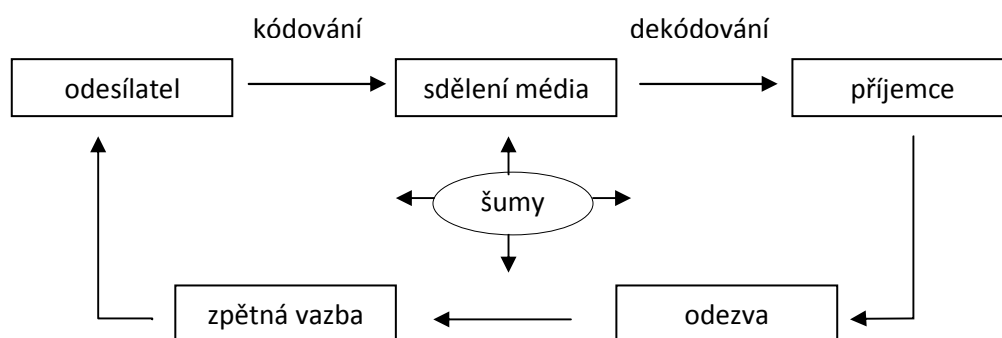 kódování dekódování
odesílatel sdělení média příjemce
šumy
zpětná vazba odezva